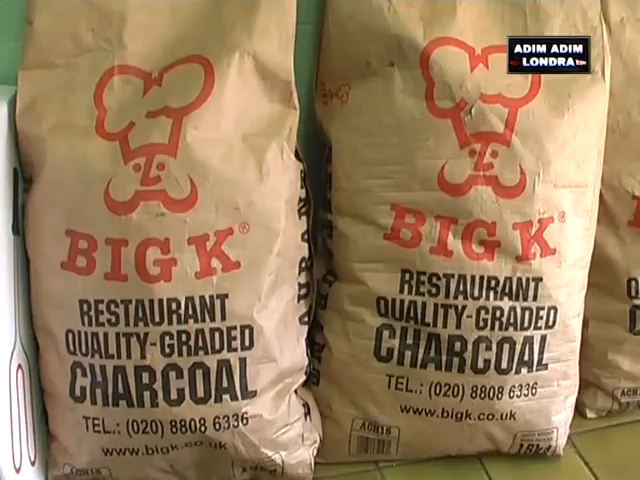 ADIM ADIM
LONDRA
BIG K®
RESTAURANT
QUALITY-GRADED
CHARCOAL
TEL.: (020) 8808 6336
www.bigk.co.uk
BIG K®
RESTAURANT
QUALITY-GRADED
CHARCOAL
TEL.: (020) 8808 6336
www.bigk.co.uk
ACH16